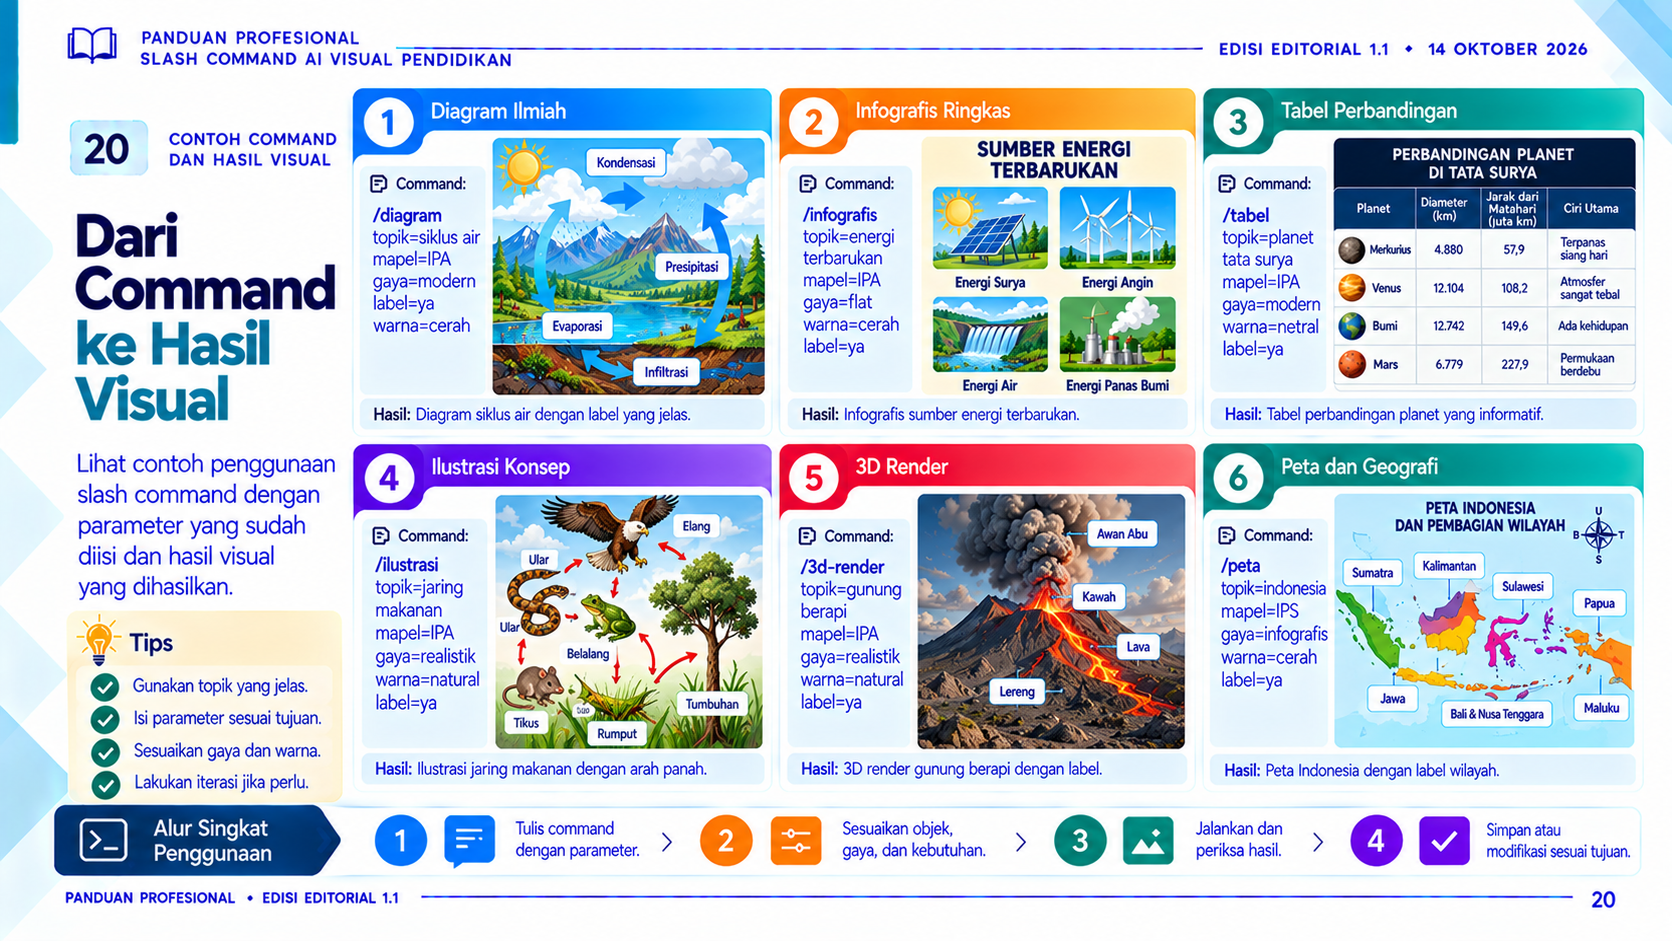 PANDUAN PROFESIONAL
SLASH COMMAND AI VISUAL PENDIDIKAN
EDISI EDITORIAL 1.1 • 14 OKTOBER 2026
20
CONTOH COMMAND
DAN HASIL VISUAL
Dari
Command
ke Hasil
Visual
Lihat contoh penggunaan
slash command dengan
parameter yang sudah
diisi dan hasil visual
yang dihasilkan.
Tips
Gunakan topik yang jelas.
Isi parameter sesuai tujuan.
Sesuaikan gaya dan warna.
Lakukan iterasi jika perlu.
1
Diagram Ilmiah
Command:
/diagram
topik=siklus air
mapel=IPA
gaya=modern
label=ya
warna=cerah
Kondensasi
Presipitasi
Evaporasi
Infiltrasi
Hasil: Diagram siklus air dengan label yang jelas.
2
Infografis Ringkas
Command:
/infografis
topik=energi
terbarukan
mapel=IPA
gaya=flat
warna=cerah
label=ya
SUMBER ENERGI
TERBARUKAN
Energi Surya
Energi Angin
Energi Air
Energi Panas Bumi
Hasil: Infografis sumber energi terbarukan.
3
Tabel Perbandingan
Command:
/tabel
topik=planet
tata surya
mapel=IPA
gaya=modern
warna=netral
label=ya
PERBANDINGAN PLANET
DI TATA SURYA
Planet
Diameter
(km)
Jarak dari
Matahari
(juta km)
Ciri Utama
Merkurius 4.880 57,9 Terpanas
siang hari
Venus 12.104 108,2 Atmosfer
sangat tebal
Bumi 12.742 149,6 Ada kehidupan
Mars 6.779 227,9 Permukaan
berdebu
Hasil: Tabel perbandingan planet yang informatif.
4
Ilustrasi Konsep
Command:
/ilustrasi
topik=jaring
makanan
mapel=IPA
gaya=realistik
warna=natural
label=ya
Elang
Ular
Ular
Belalang
Tikus
Rumput
Tumbuhan
Hasil: Ilustrasi jaring makanan dengan arah panah.
5
3D Render
Command:
/3d-render
topik=gunung
berapi
mapel=IPA
gaya=realistik
warna=natural
label=ya
Awan Abu
Kawah
Lava
Lereng
Hasil: 3D render gunung berapi dengan label.
6
Peta dan Geografi
Command:
/peta
topik=indonesia
mapel=IPS
gaya=infografis
warna=cerah
label=ya
PETA INDONESIA
DAN PEMBAGIAN WILAYAH
U
B
T
S
Sumatra
Kalimantan
Sulawesi
Papua
Jawa
Bali & Nusa Tenggara
Maluku
Hasil: Peta Indonesia dengan label wilayah.
Alur Singkat
Penggunaan
1
Tulis command
dengan parameter.
2
Sesuaikan objek,
gaya, dan kebutuhan.
3
Jalankan dan
periksa hasil.
4
Simpan atau
modifikasi sesuai tujuan.
PANDUAN PROFESIONAL • EDISI EDITORIAL 1.1
20